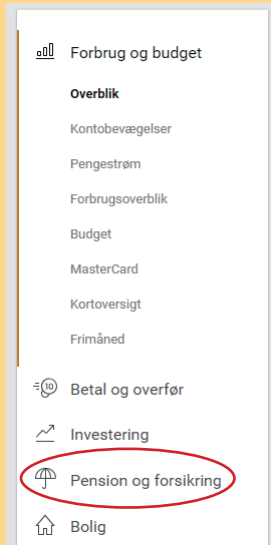 Forbrug og budget
Overblik
Kontobevægelser
Pengestrøm
Forbrugsoverblik
Budget
MasterCard
Kortoversigt
Frimåned
10
Betal og overfør
Investering
Pension og forsikring
Bolig